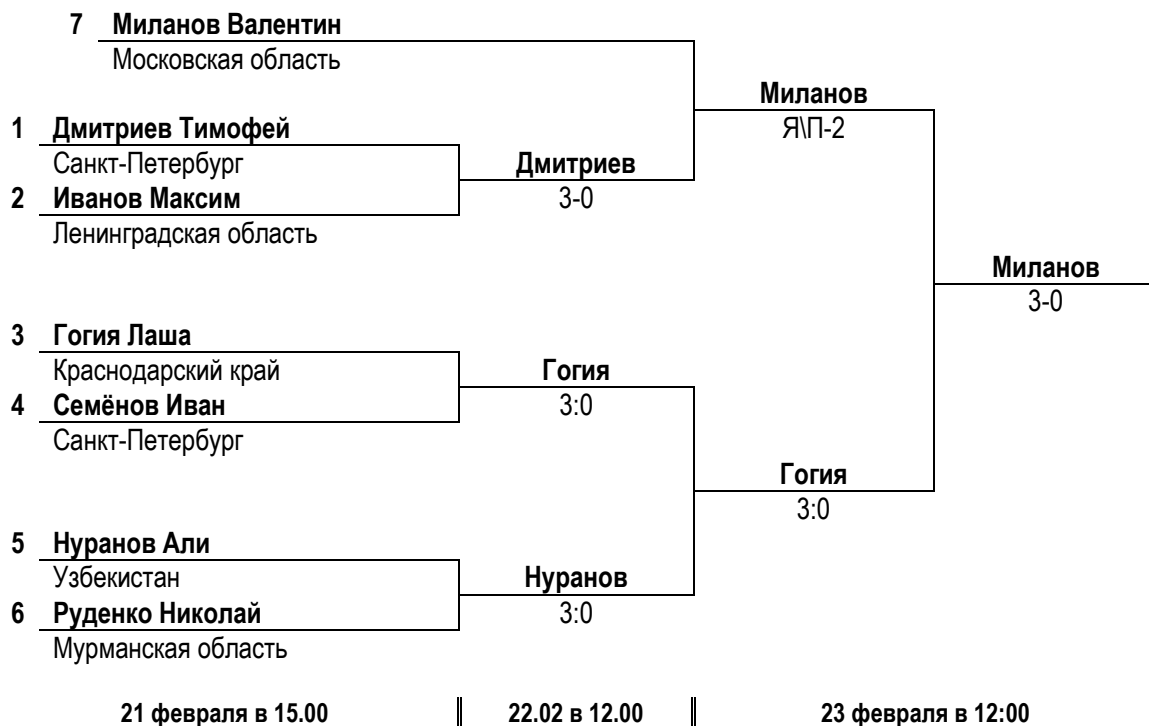 7 Миланов Валентин
Московская область
Миланов
1 Дмитриев Тимофей
Я\П-2
Санкт-Петербург
Дмитриев
2 Иванов Максим
3-0
Ленинградская область
Миланов
3-0
3 Гогия Лаша
Краснодарский край
Гогия
4 Семёнов Иван
3:0
Санкт-Петербург
Гогия
3:0
5 Нуранов Али
Узбекистан
Нуранов
6 Руденко Николай
3:0
Мурманская область
21 февраля в 15.00 22.02 в 12.00 23 февраля в 12:00